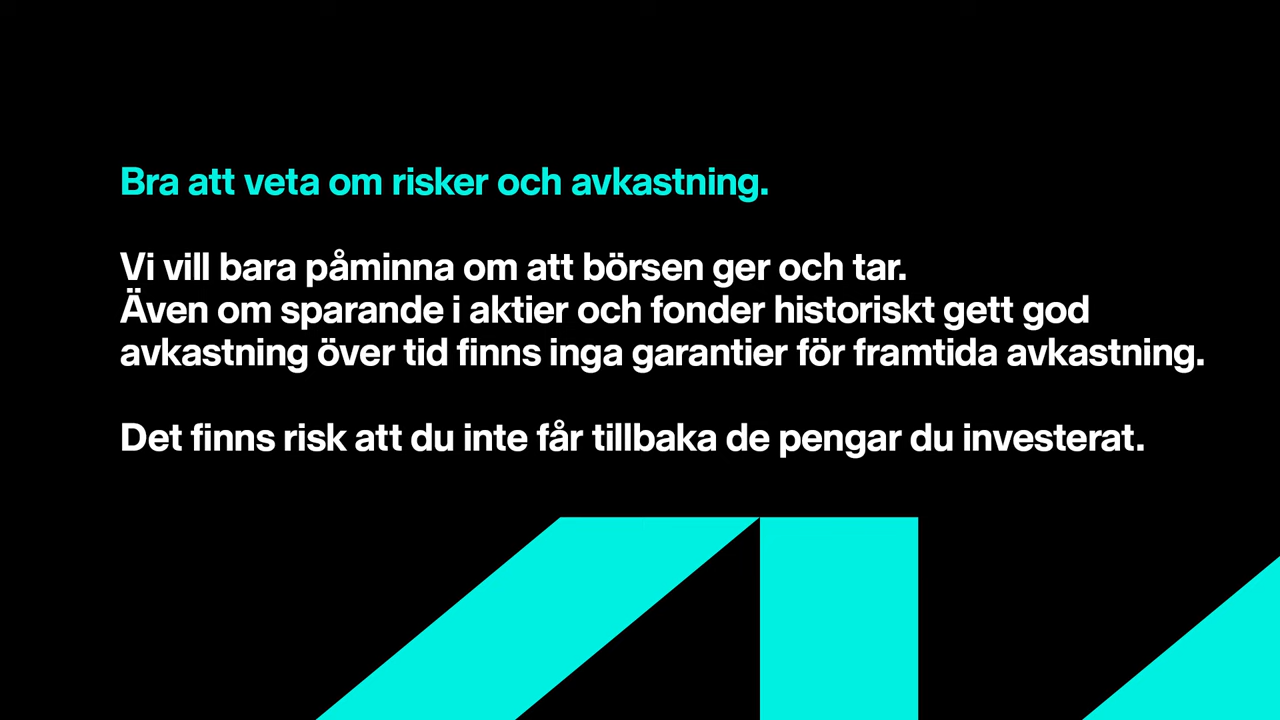 Bra att veta om risker och avkastning.
Vi vill bara påminna om att börsen ger och tar.
Även om sparande i aktier och fonder historiskt gett god
avkastning över tid finns inga garantier för framtida avkastning.
Det finns risk att du inte får tillbaka de pengar du investerat.